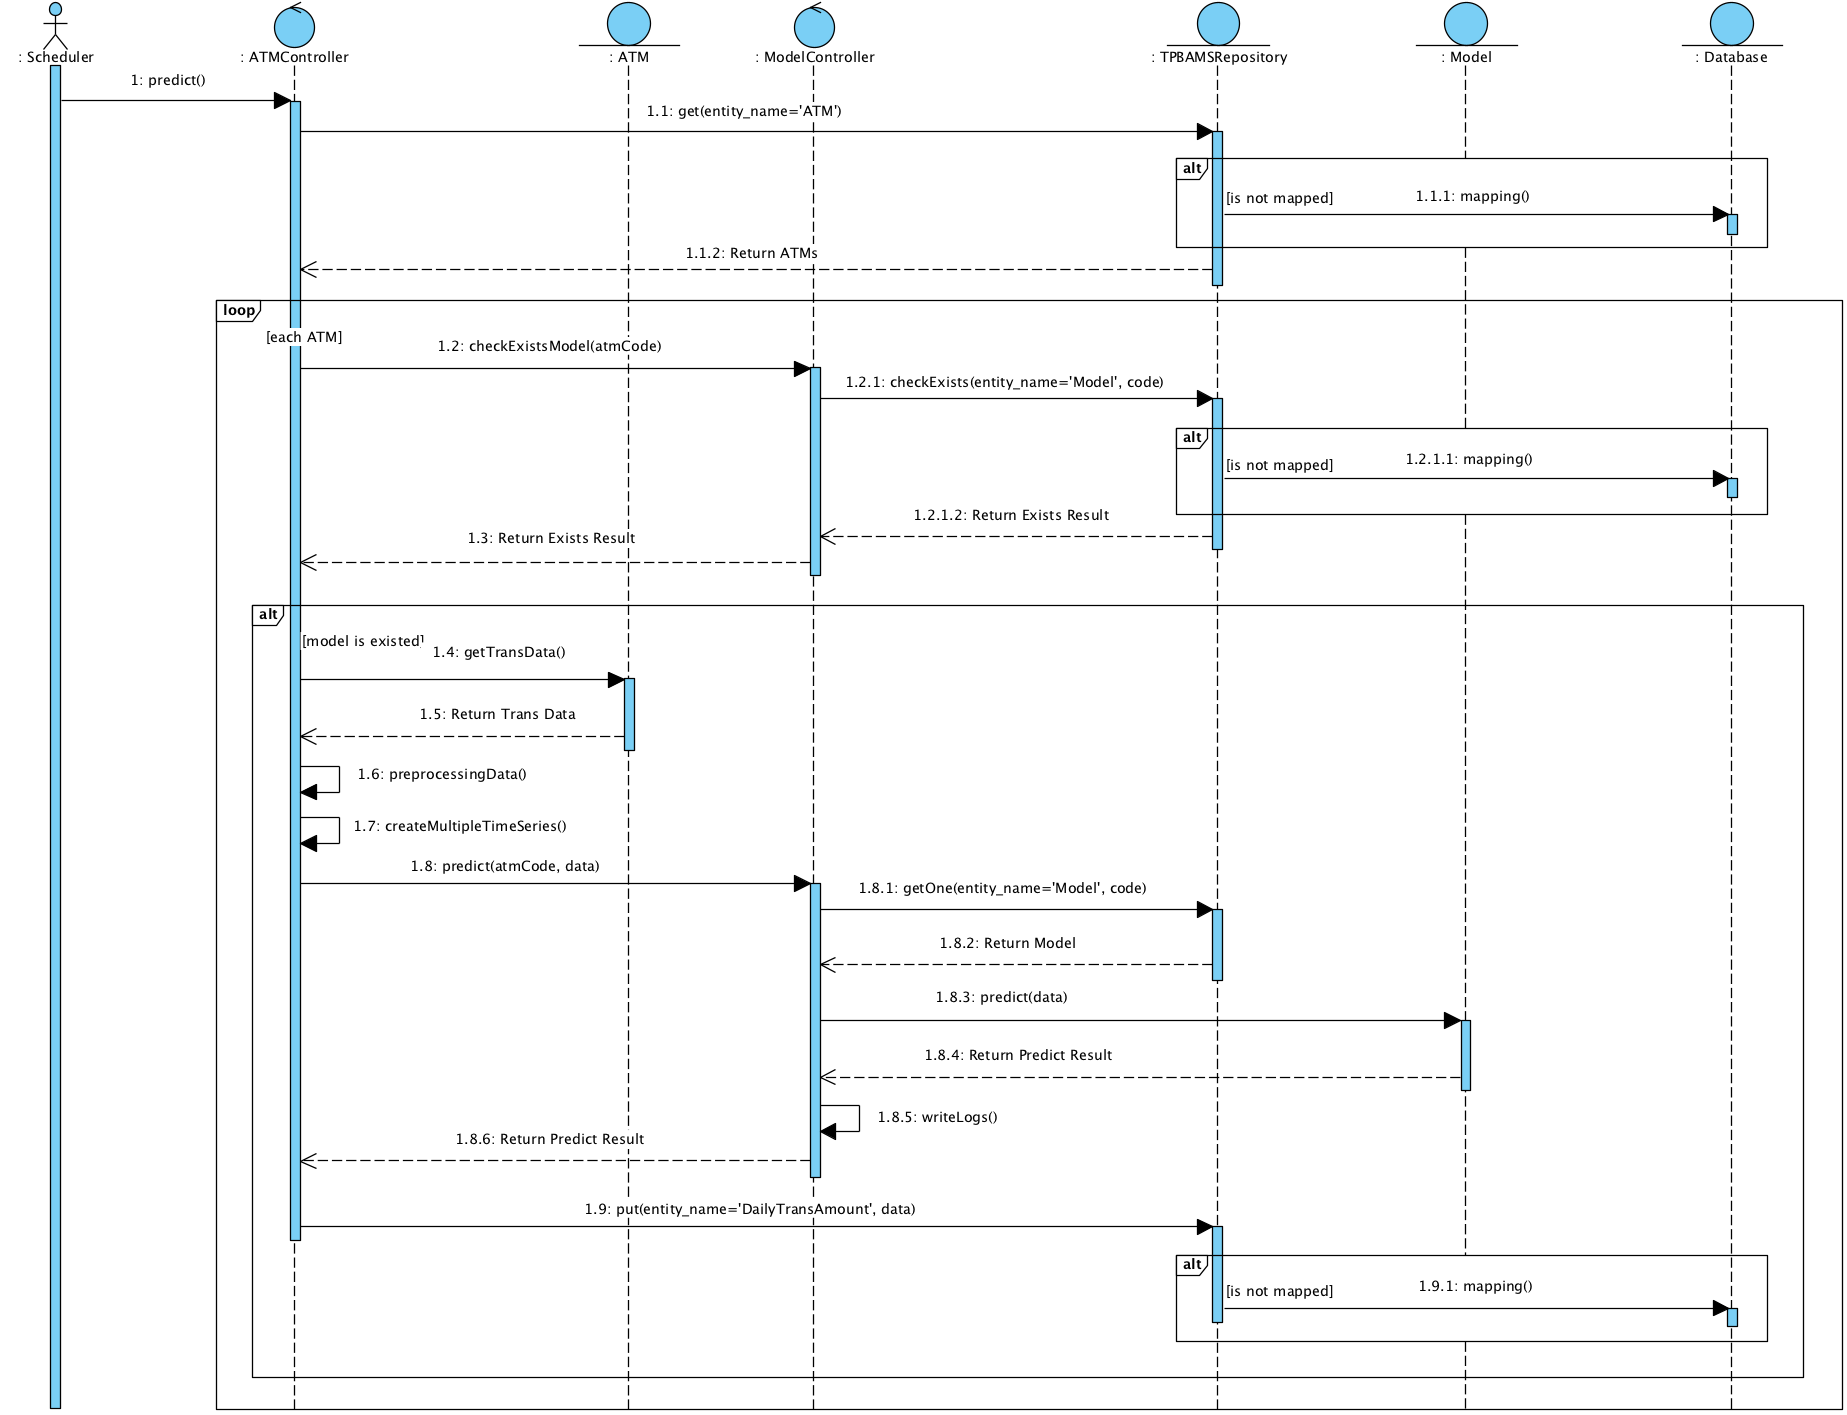 : Scheduler
: ATMController
: ATM
: ModelController
: TPBAMSRepository
: Model
: Database
1: predict()
1.1: get(entity_name='ATM')
alt
[is not mapped]
1.1.1: mapping()
1.1.2: Return ATMs
loop
[each ATM]
1.2: checkExistsModel(atmCode)
1.2.1: checkExists(entity_name='Model', code)
alt
[is not mapped]
1.2.1.1: mapping()
1.2.1.2: Return Exists Result
1.3: Return Exists Result
alt
[model is existed]
1.4: getTransData()
1.5: Return Trans Data
1.6: preprocessingData()
1.7: createMultipleTimeSeries()
1.8: predict(atmCode, data)
1.8.1: getOne(entity_name='Model', code)
1.8.2: Return Model
1.8.3: predict(data)
1.8.4: Return Predict Result
1.8.5: writeLogs()
1.8.6: Return Predict Result
1.9: put(entity_name='DailyTransAmount', data)
alt
[is not mapped]
1.9.1: mapping()